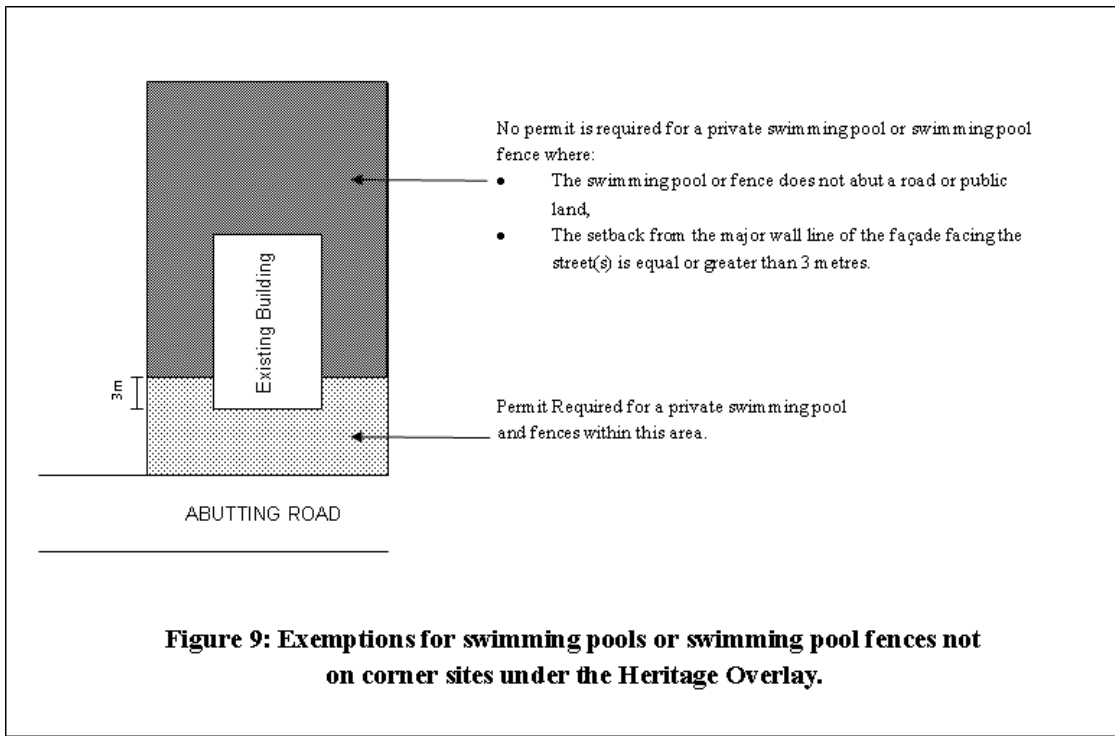 No permit is required for a private swimming pool or swimming pool
fence where:
• The swimming pool or fence does not abut a road or public
land,
• The setback from the major wall line of the façade facing the
street(s) is equal or greater than 3 metres.
Existing Building
3m
Permit Required for a private swimming pool
and fences within this area.
ABUTTING ROAD
Figure 9: Exemptions for swimming pools or swimming pool fences not
on corner sites under the Heritage Overlay.